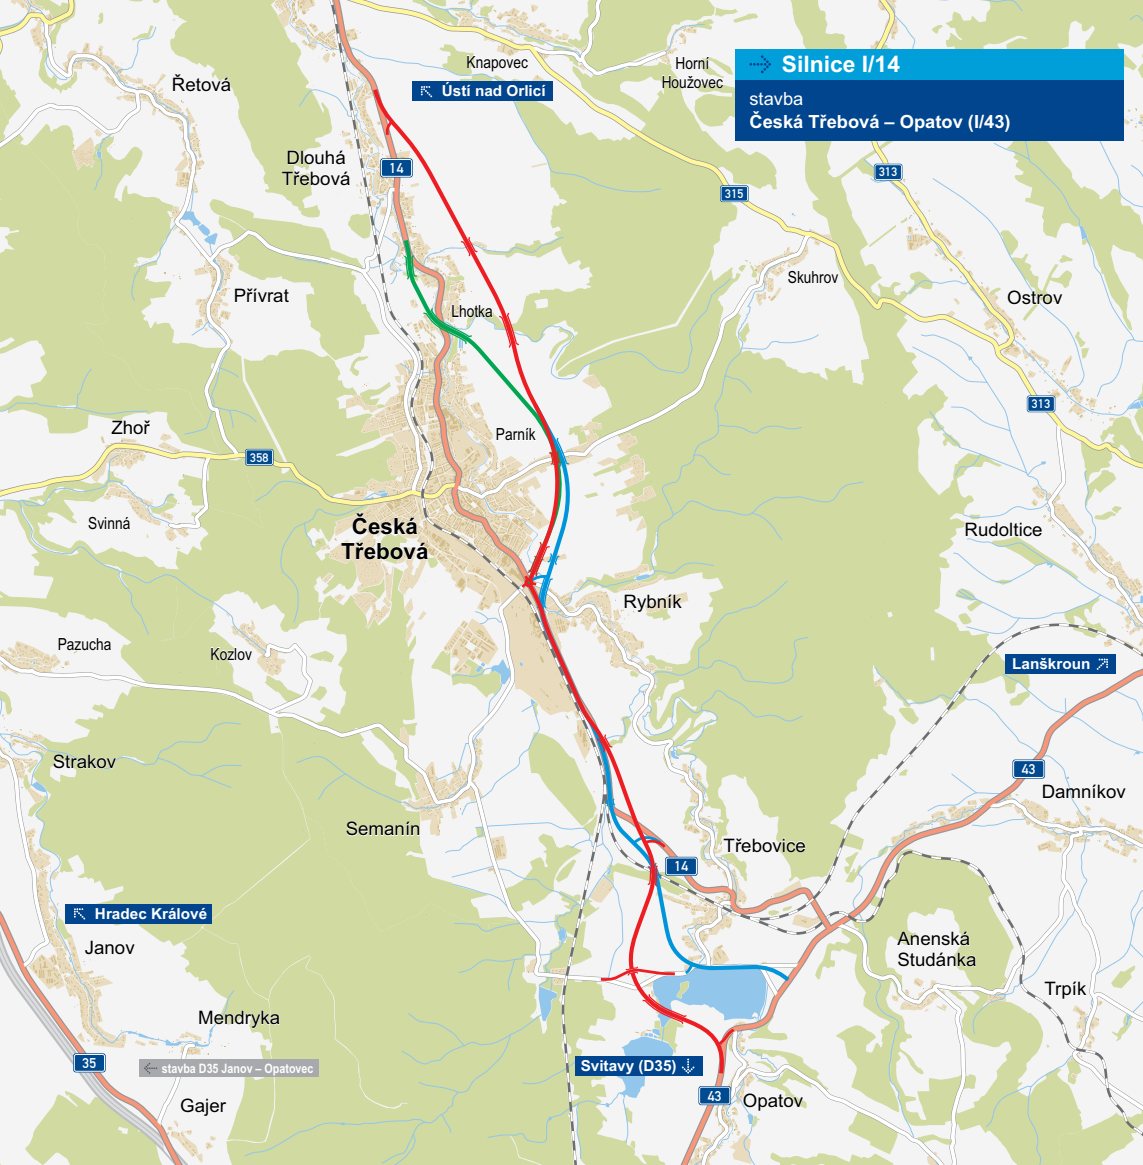 Silnice I/14
stavba
Česká Třebová – Opatov (I/43)
Knapovec
Horní
Houžovec
Řetová
Ústí nad Orlicí
Dlouhá
Třebová
14
313
315
Skuhrov
Přívrat
Lhotka
Ostrov
313
Zhoř
358
Parník
Svinná
Česká
Třebová
Rudoltice
Rybník
Pazucha
Kozlov
Lanškroun
Strakov
43
Damníkov
Semanín
Třebovice
14
Hradec Králové
Janov
Anenská
Studánka
Trpík
Mendryka
35
stavba D35 Janov – Opatovec
Svitavy (D35)
43
Opatov
Gajer